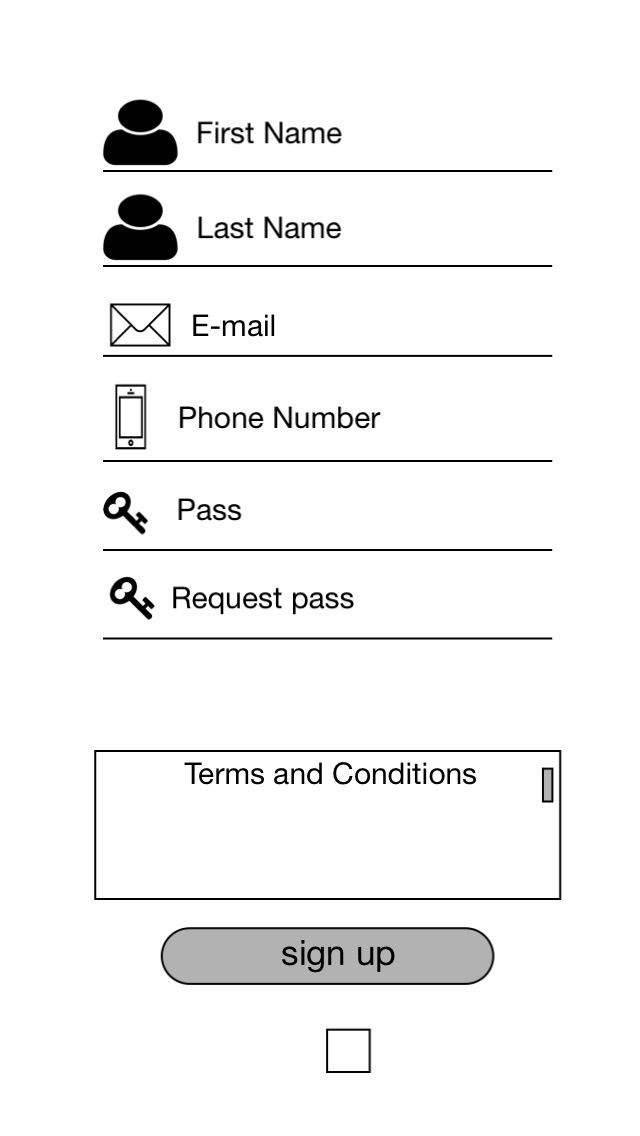 First Name
Last Name
E-mail
Phone Number
Pass
Request pass
Terms and Conditions
sign up